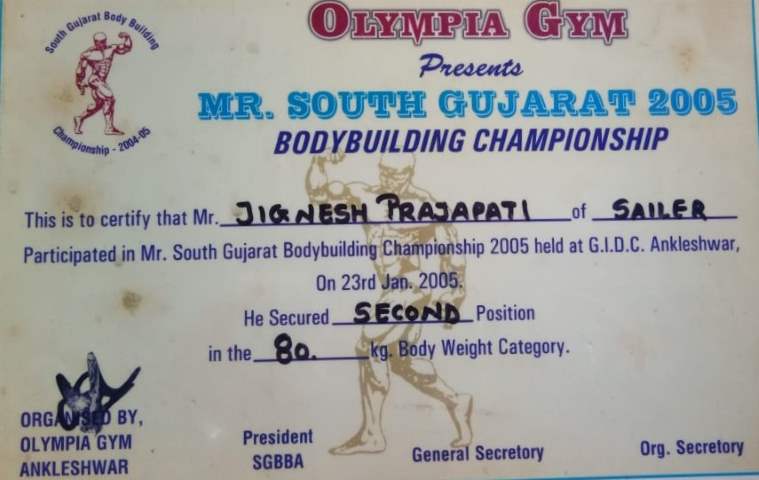 South Gujarat Body Building
Championship - 2004-05
OLYMPIA GYM
Presents
MR. SOUTH GUJARAT 2005
BODYBUILDING CHAMPIONSHIP
This is to certify that Mr. JIGNESH PRAJAPATI of SAILER
Participated in Mr. South Gujarat Bodybuilding Championship 2005 held at G.I.D.C. Ankleshwar,
On 23rd Jan. 2005.
He Secured SECOND Position
in the 80. kg. Body Weight Category.
ORGANISED BY,
OLYMPIA GYM
ANKLESHWAR
President
SGBBA
General Secretary
Org. Secretary